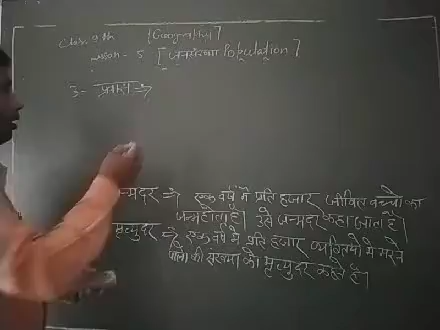 Class 9th [Geography]
Lesson - 5 [जनसंख्या Population]
3- प्रवास ⇒
जन्मदर ⇒ एक वर्ष में प्रति हजार जीवित बच्चो का
जन्म होता है। उसे जन्मदर कहा जाता है।
मृत्युदर ⇒ एक वर्ष में प्रति हजार व्यक्तियों में मरने
वालो की संख्या को मृत्युदर कहते है।